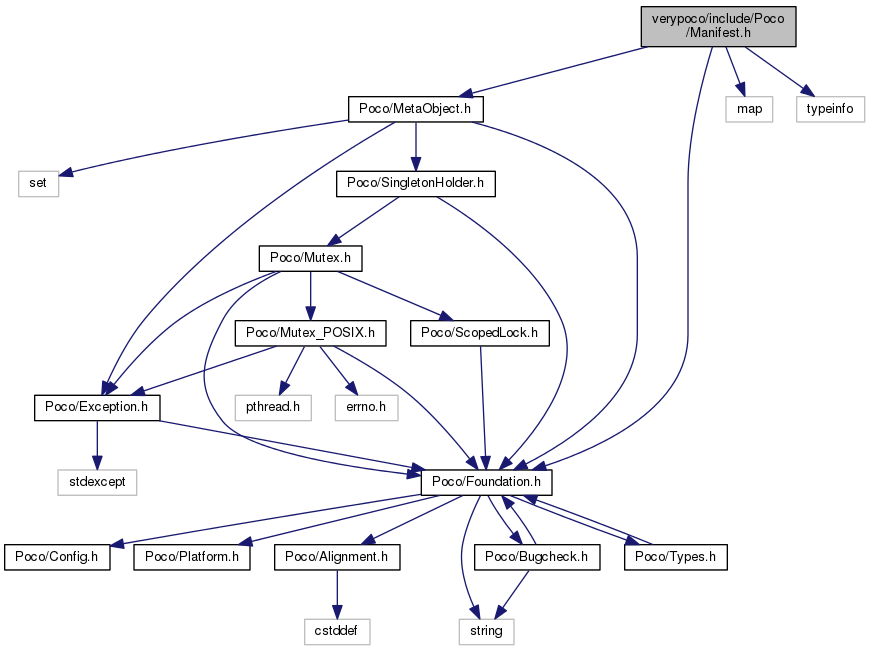 verypoco/include/Poco
/Manifest.h
Poco/MetaObject.h
map
typeinfo
set
Poco/SingletonHolder.h
Poco/Mutex.h
Poco/Mutex_POSIX.h
Poco/ScopedLock.h
Poco/Exception.h
pthread.h
errno.h
stdexcept
Poco/Foundation.h
Poco/Config.h
Poco/Platform.h
Poco/Alignment.h
Poco/Bugcheck.h
Poco/Types.h
cstddef
string